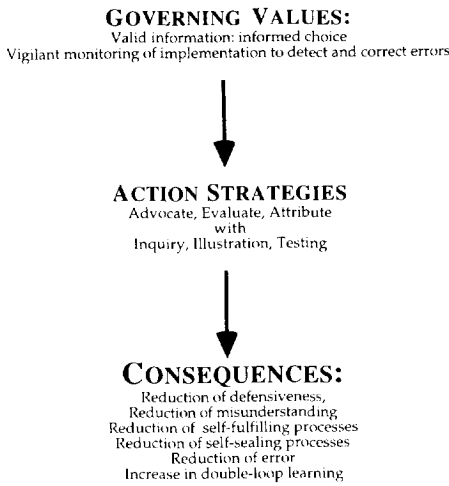 GOVERNING VALUES:
Valid information: informed choice
Vigilant monitoring of implementation to detect and correct errors
ACTION STRATEGIES
Advocate, Evaluate, Attribute
with
Inquiry, Illustration, Testing
CONSEQUENCES:
Reduction of defensiveness,
Reduction of misunderstanding
Reduction of self-fulfilling processes
Reduction of self-sealing processes
Reduction of error
Increase in double-loop learning